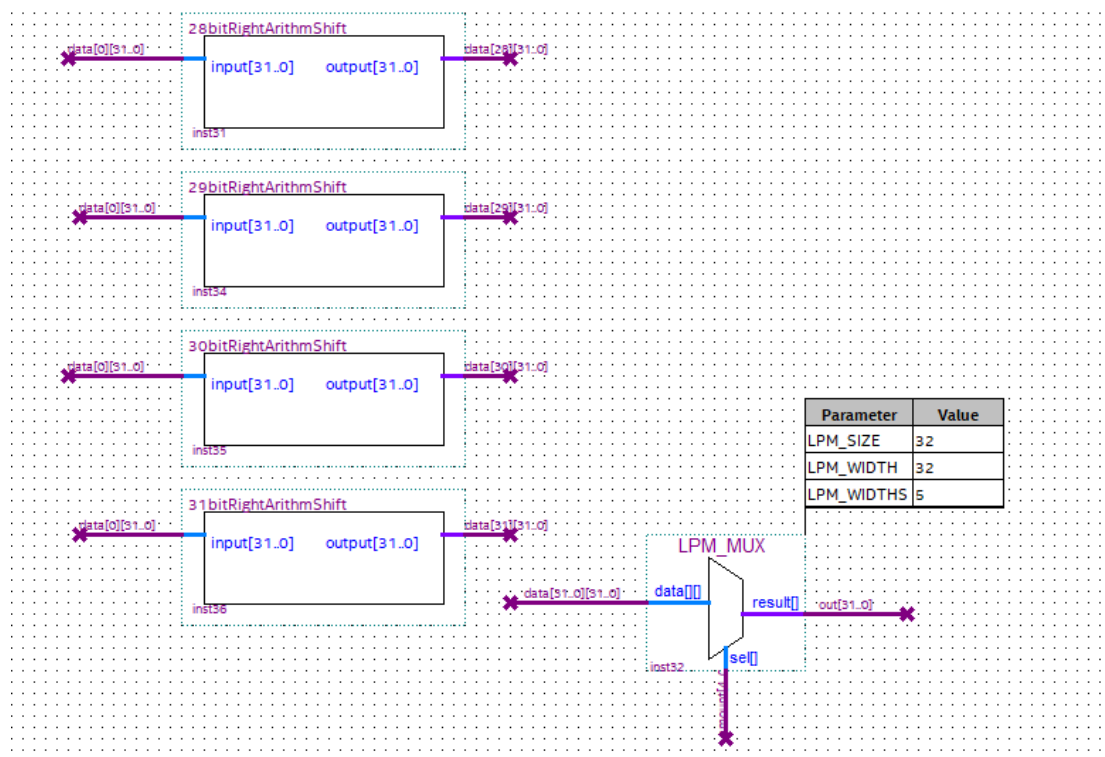 28bitRightArithmShift
data[0][31..0]
data[28][31..0]
input[31..0] output[31..0]
inst31
29bitRightArithmShift
data[0][31..0]
data[29][31..0]
input[31..0] output[31..0]
inst34
30bitRightArithmShift
data[0][31..0]
data[30][31..0]
input[31..0] output[31..0]
inst35
31bitRightArithmShift
data[0][31..0]
data[31][31..0]
input[31..0] output[31..0]
inst36
Parameter Value
LPM_SIZE 32
LPM_WIDTH 32
LPM_WIDTHS 5
LPM_MUX
data[31..0][31..0]
data[][]
result[]
out[31..0]
sel[]
inst32